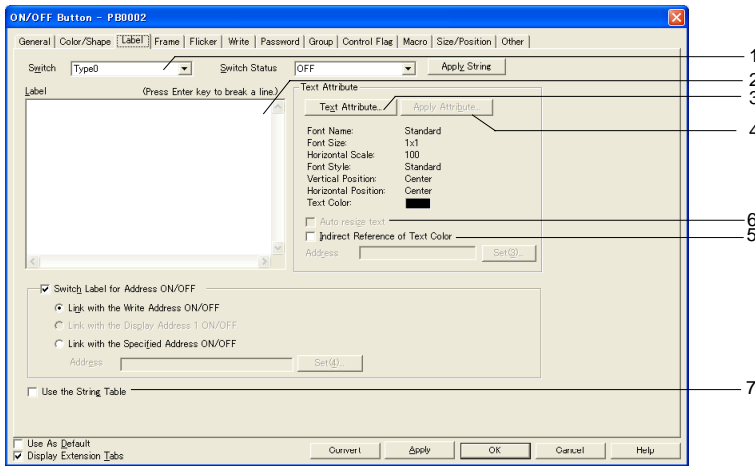 ON/OFF Button - PB0002
General Color/Shape Label Frame Flicker Write Password Group Control Flag Macro Size/Position Other
Switch Type0 Switch Status OFF Apply String 1
Label (Press Enter key to break a line.) Text Attribute 2
Text Attribute... Apply Attribute... 3
4
Font Name: Standard
Font Size: 1x1
Horizontal Scale: 100
Font Style: Standard
Vertical Position: Center
Horizontal Position: Center
Text Color:
Auto resize text 6
Indirect Reference of Text Color 5
Address Set(3)...
Switch Label for Address ON/OFF
Link with the Write Address ON/OFF
Link with the Display Address 1 ON/OFF
Link with the Specified Address ON/OFF
Address Set(4)...
Use the String Table 7
Use As Default
Display Extension Tabs
Convert Apply OK Cancel Help